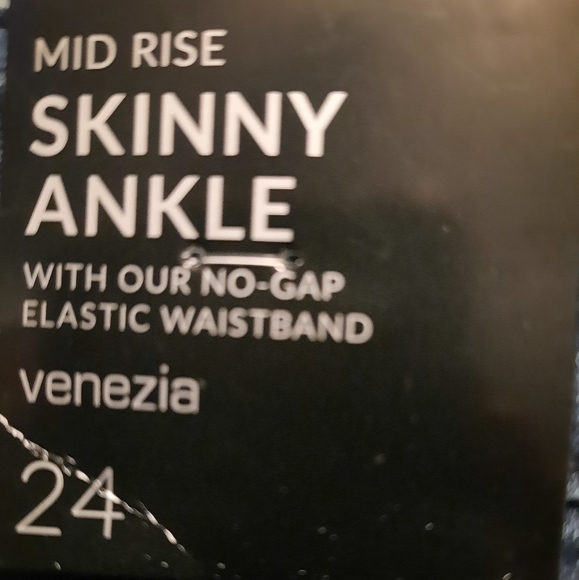 MID RISE
SKINNY
ANKLE
WITH OUR NO-GAP
ELASTIC WAISTBAND
venezia
24